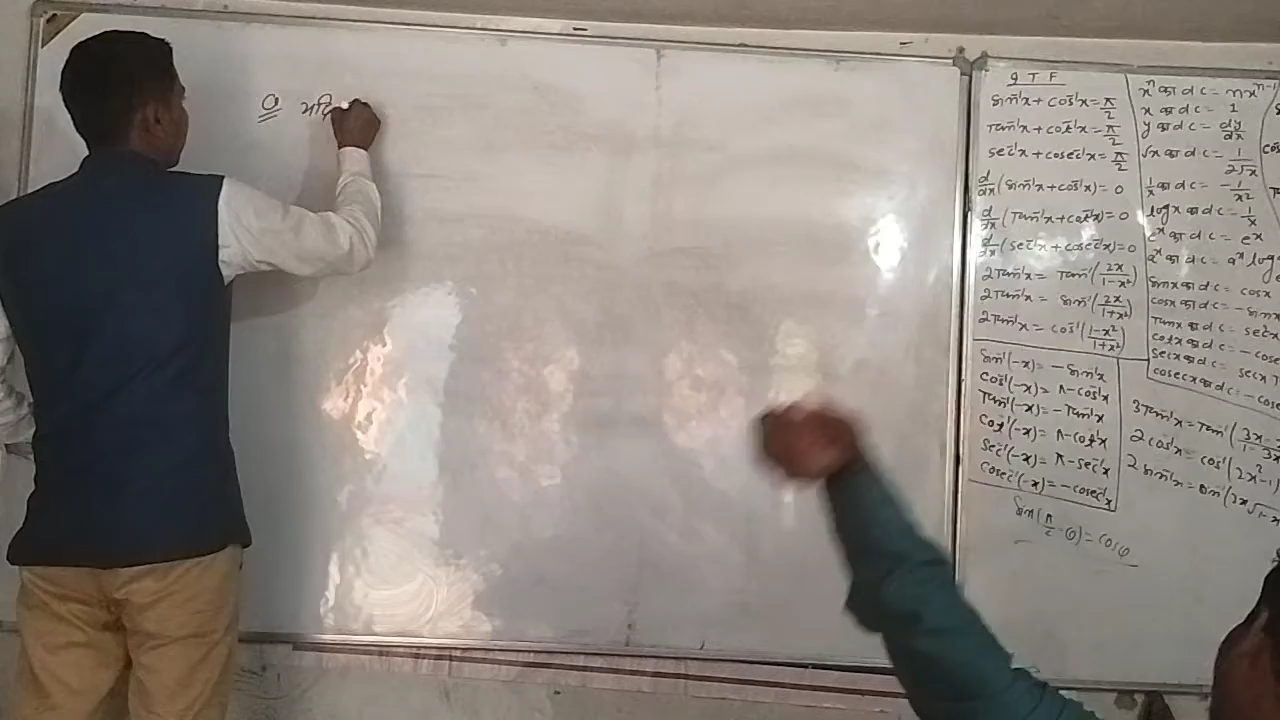 Q यदि
I T F
sin⁻¹x + cos⁻¹x = π/2
Tan⁻¹x + cot⁻¹x = π/2
sec⁻¹x + cosec⁻¹x = π/2
d/dx (sin⁻¹x + cos⁻¹x) = 0
d/dx (Tan⁻¹x + cot⁻¹x) = 0
d/dx (sec⁻¹x + cosec⁻¹x) = 0
2Tan⁻¹x = Tan⁻¹(2x/1-x²)
2Tan⁻¹x = sin⁻¹(2x/1+x²)
2Tan⁻¹x = cos⁻¹(1-x²/1+x²)
sin⁻¹(-x) = -sin⁻¹x
cos⁻¹(-x) = π-cos⁻¹x
Tan⁻¹(-x) = -Tan⁻¹x
cot⁻¹(-x) = π-cot⁻¹x
sec⁻¹(-x) = π-sec⁻¹x
cosec⁻¹(-x) = -cosec⁻¹x
sin(π/2-θ) = cosθ
xⁿ का d c = nxⁿ⁻¹
x का d c = 1
y का d c = dy/dx
√x का d c = 1/2√x
1/x का d c = -1/x²
log x का d c = 1/x
eˣ का d c = eˣ
aˣ का d c = aˣ log
sinx का d c = cosx
cosx का d c = -sinx
Tanx का d c = sec²x
cotx का d c = -cose
secx का d c = secx T
cosecx का d c = -cose
3Tan⁻¹x = Tan⁻¹(3x-
1-3x
2cos⁻¹x = cos⁻¹(2x²-1)
2sin⁻¹x = sin⁻¹(2x√1-x